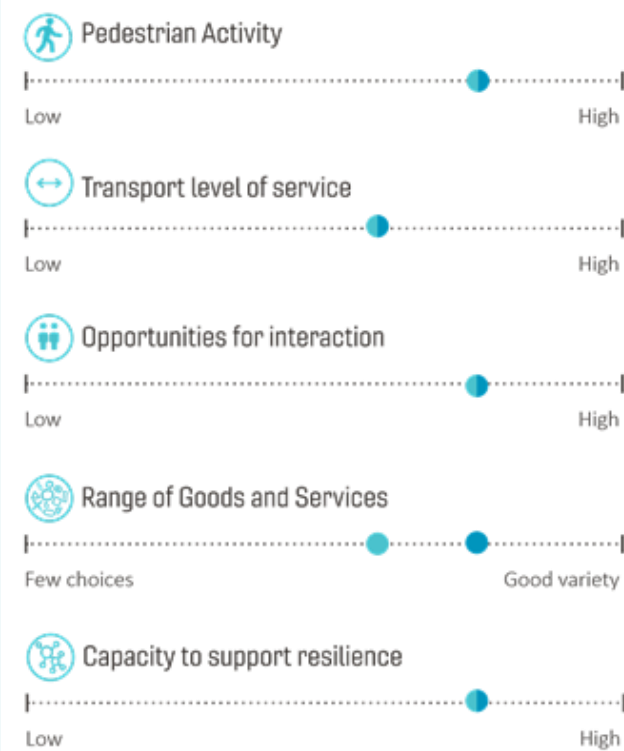 Pedestrian Activity
Low High
Transport level of service
Low High
Opportunities for interaction
Low High
Range of Goods and Services
Few choices Good variety
Capacity to support resilience
Low High